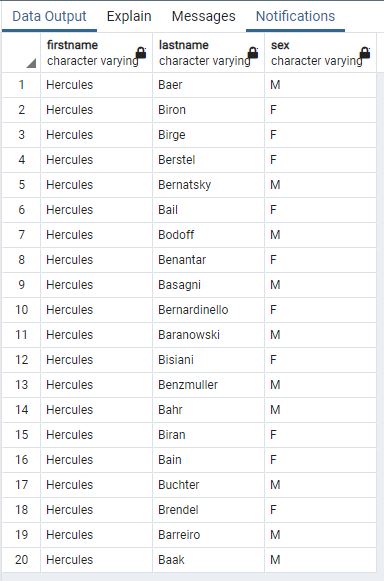 Data Output Explain Messages Notifications
firstname lastname sex
character varying character varying character varying
1 Hercules Baer M
2 Hercules Biron F
3 Hercules Birge F
4 Hercules Berstel F
5 Hercules Bernatsky M
6 Hercules Bail F
7 Hercules Bodoff M
8 Hercules Benantar F
9 Hercules Basagni M
10 Hercules Bernardinello F
11 Hercules Baranowski M
12 Hercules Bisiani F
13 Hercules Benzmuller M
14 Hercules Bahr M
15 Hercules Biran F
16 Hercules Bain F
17 Hercules Buchter M
18 Hercules Brendel F
19 Hercules Barreiro M
20 Hercules Baak M